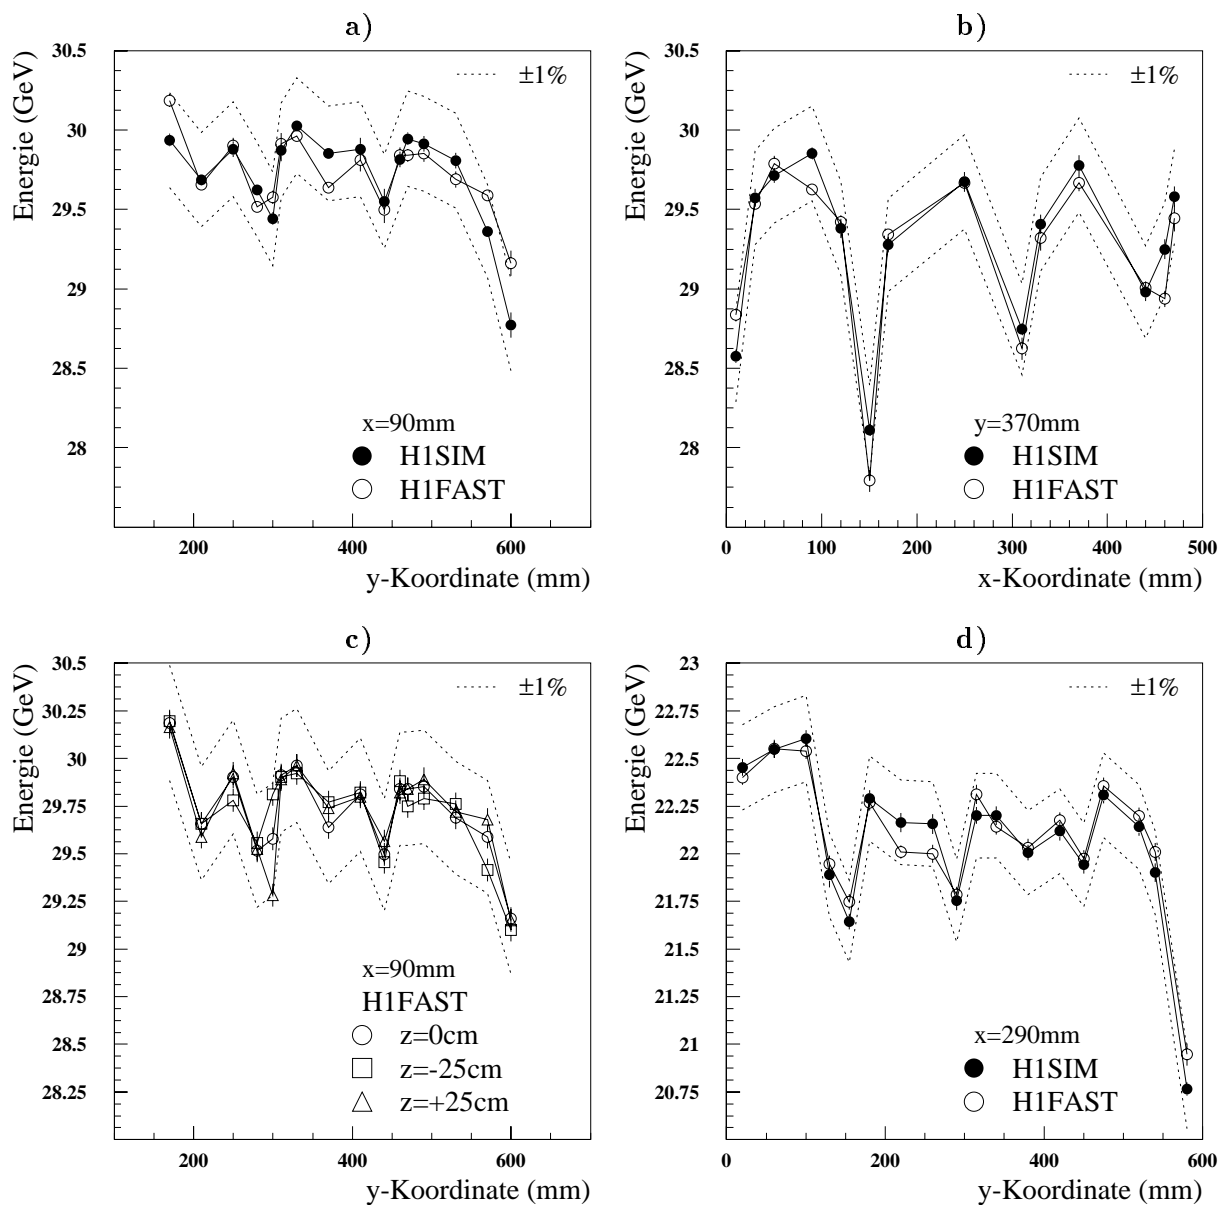 a)
Energie (GeV)
30.5
30
29.5
29
28.5
28
±1%
x=90mm
H1SIM
H1FAST
200
400
600
y-Koordinate (mm)
b)
Energie (GeV)
30.5
30
29.5
29
28.5
28
±1%
y=370mm
H1SIM
H1FAST
0
100
200
300
400
500
x-Koordinate (mm)
c)
Energie (GeV)
30.5
30.25
30
29.75
29.5
29.25
29
28.75
28.5
28.25
±1%
x=90mm
H1FAST
z=0cm
z=-25cm
z=+25cm
200
400
600
y-Koordinate (mm)
d)
Energie (GeV)
23
22.75
22.5
22.25
22
21.75
21.5
21.25
21
20.75
±1%
x=290mm
H1SIM
H1FAST
0
200
400
600
y-Koordinate (mm)